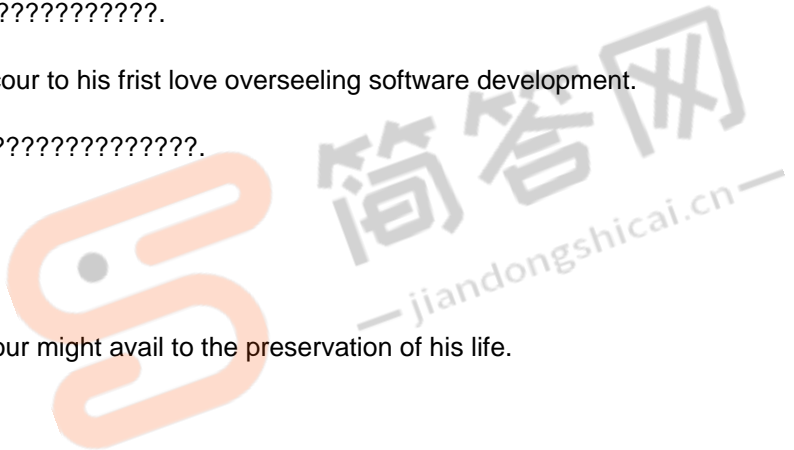 ???????????.
cour to his frist love overseeling software development.
??????????????.
简答网
jiandongshicai.cn
our might avail to the preservation of his life.